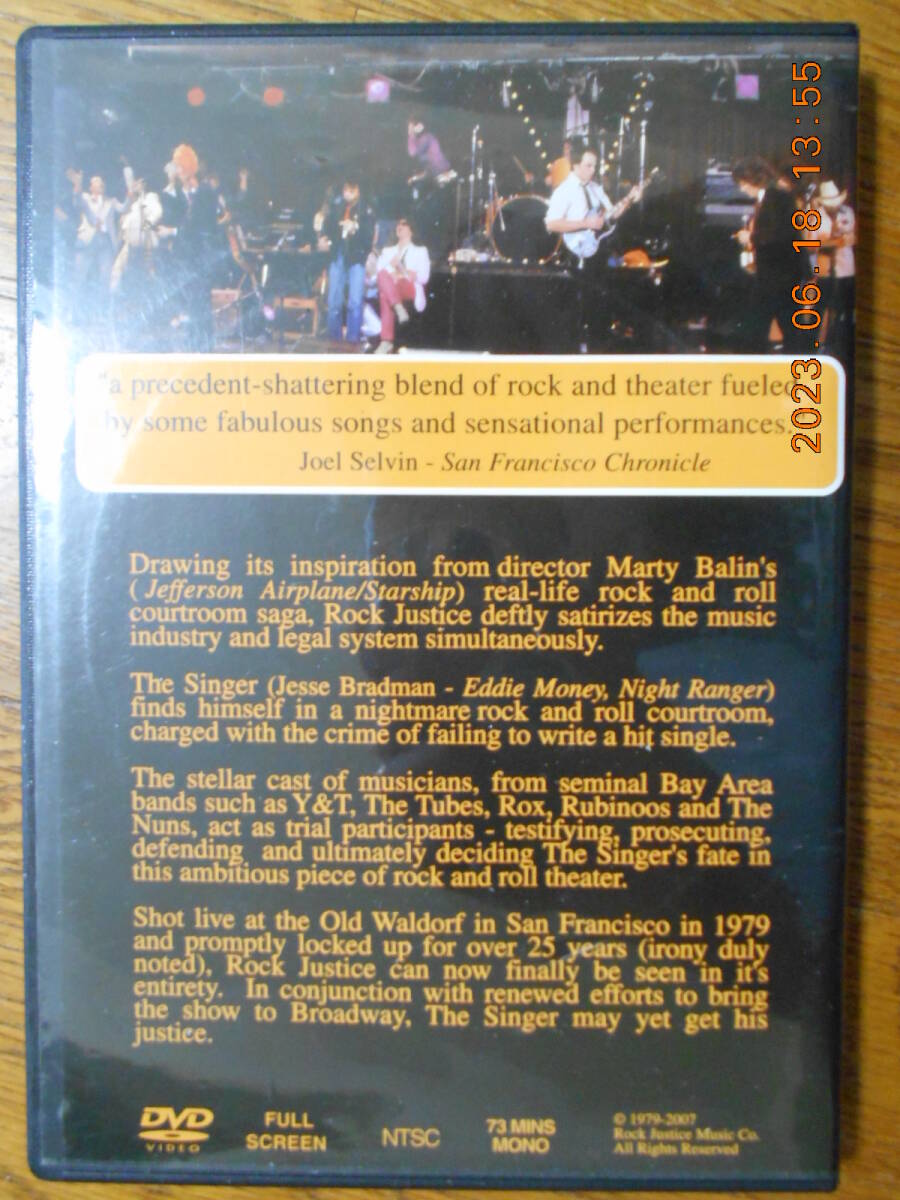 2023.06.18 13:55
"a precedent-shattering blend of rock and theater fueled
by some fabulous songs and sensational performances.
Joel Selvin - San Francisco Chronicle
Drawing its inspiration from director Marty Balin's
(Jefferson Airplane/Starship) real-life rock and roll
courtroom saga, Rock Justice deftly satirizes the music
industry and legal system simultaneously.
The Singer (Jesse Bradman - Eddie Money, Night Ranger)
finds himself in a nightmare rock and roll courtroom,
charged with the crime of failing to write a hit single.
The stellar cast of musicians, from seminal Bay Area
bands such as Y&T, The Tubes, Rox, Rubinoos and The
Nuns, act as trial participants - testifying, prosecuting,
defending and ultimately deciding The Singer's fate in
this ambitious piece of rock and roll theater.
Shot live at the Old Waldorf in San Francisco in 1979
and promptly locked up for over 25 years (irony duly
noted), Rock Justice can now finally be seen in it's
entirety. In conjunction with renewed efforts to bring
the show to Broadway, The Singer may yet get his
justice.
DVD
VIDEO
FULL
SCREEN
NTSC
73 MINS
MONO
© 1979-2007
Rock Justice Music Co.
All Rights Reserved